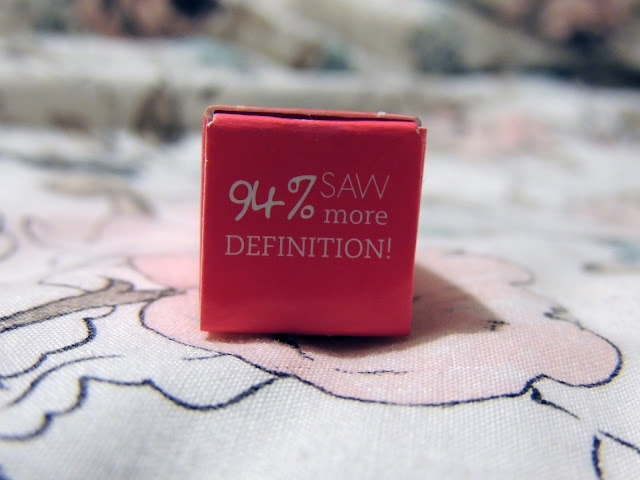 94% SAW
more
DEFINITION!